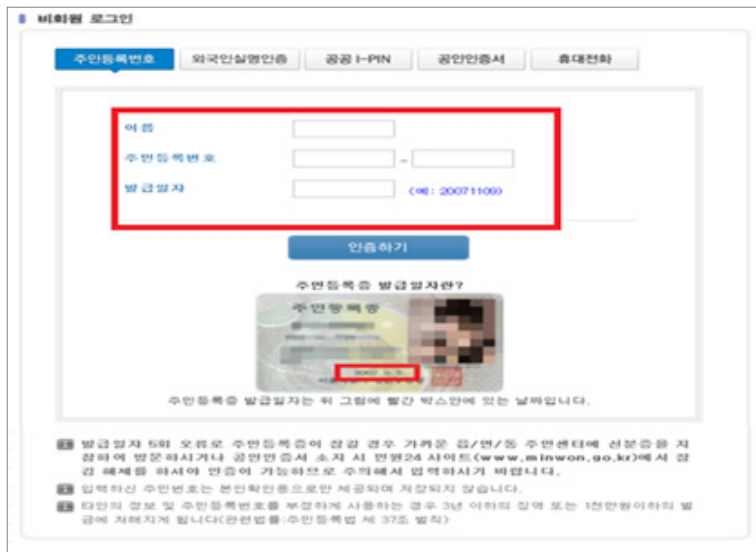 비회원 로그인
주민등록번호 외국인실명인증 공공 I-PIN 공인인증서 휴대전화
이름
주민등록번호 -
발급일자 (예: 20071109)
인증하기
주민등록증 발급일자란?
주민등록증
주민등록증 발급일자는 위 그림에 빨간 박스안에 있는 날짜입니다.
발급일자 5회 오류로 주민등록증이 잠길 경우 가까운 읍/면/동 주민센터에 신분증을 지
참하여 방문하시거나 공인인증서 소지 시 민원24 사이트(www.minwon.go.kr)에서 잠
김 해제를 하셔야 인증이 가능하므로 주의해서 입력하시기 바랍니다.
입력하신 주민번호는 본인확인용으로만 제공되며 저장되지 않습니다.
타인의 정보 및 주민등록번호를 부정하게 사용하는 경우 3년 이하의 징역 또는 1천만원이하의 벌
금에 처해지게 됩니다(관련법률:주민등록법 제 37조 벌칙)